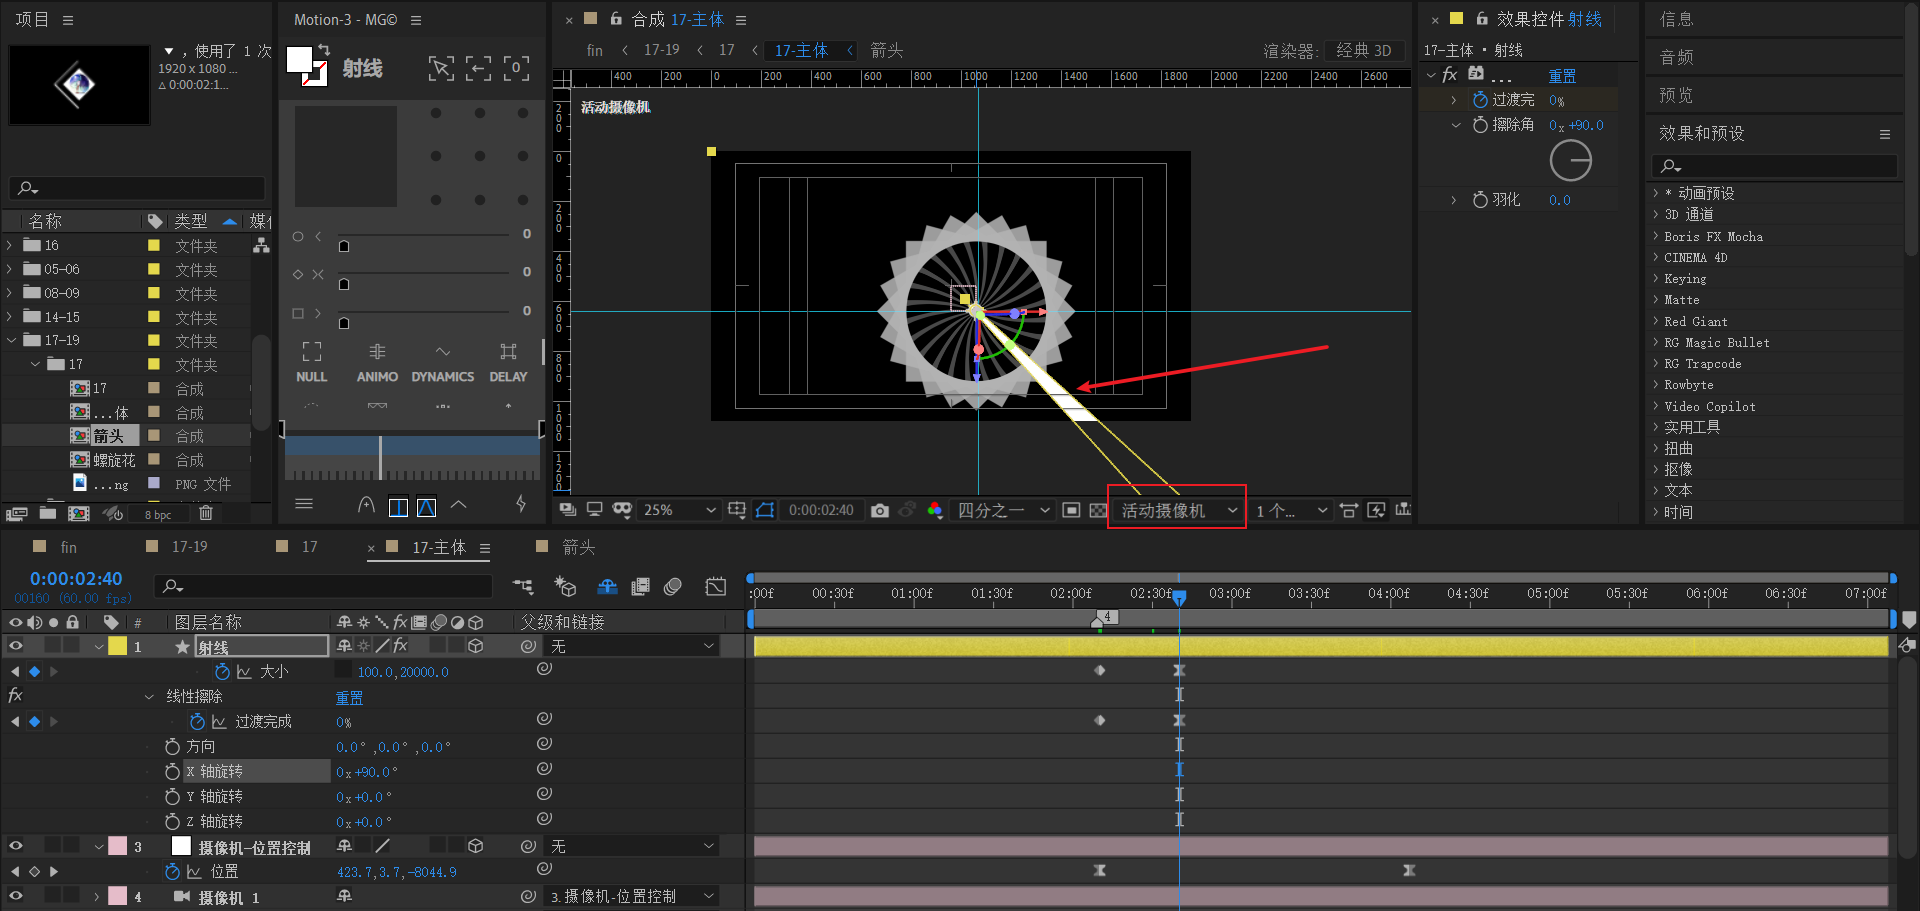 项目
，使用了 1 次
1920 x 1080 ...
△ 0:00:02:1...
名称 类型 媒体
16 文件夹
05-06 文件夹
08-09 文件夹
14-15 文件夹
17-19 文件夹
17 文件夹
17 合成
...体 合成
箭头 合成
螺旋花 合成
...ng PNG 文件
8 bpc
Motion-3 - MG©
射线
0
0
0
NULL ANIMO DYNAMICS DELAY
合成 17-主体
fin 17-19 17 17-主体 箭头
渲染器: 经典 3D
400 200 0 200 400 600 800 1000 1200 1400 1600 1800 2000 2200 2400 2600
200 0 200 400 600 800 1000 1200
活动摄像机
25% 0:00:02:40 四分之一 活动摄像机 1 个...
效果控件 射线
17-主体 • 射线
fx ... 重置
过渡完 0%
擦除角 0x+90.0
羽化 0.0
信息
音频
预览
效果和预设
* 动画预设
3D 通道
Boris FX Mocha
CINEMA 4D
Keying
Matte
Red Giant
RG Magic Bullet
RG Trapcode
Rowbyte
Video Copilot
实用工具
扭曲
抠像
文本
时间
fin 17-19 17 17-主体 箭头
0:00:02:40
00160 (60.00 fps)
:00f 00:30f 01:00f 01:30f 02:00f 02:30f 03:00f 03:30f 04:00f 04:30f 05:00f 05:30f 06:00f 06:30f 07:00f
# 图层名称 fx 父级和链接
4
1 射线 fx 无
大小 100.0,20000.0
fx 线性擦除 重置
过渡完成 0%
方向 0.0°,0.0°,0.0°
X 轴旋转 0x+90.0°
Y 轴旋转 0x+0.0°
Z 轴旋转 0x+0.0°
3 摄像机-位置控制 无
位置 423.7,3.7,-8044.9
4 摄像机 1 3.摄像机-位置控制